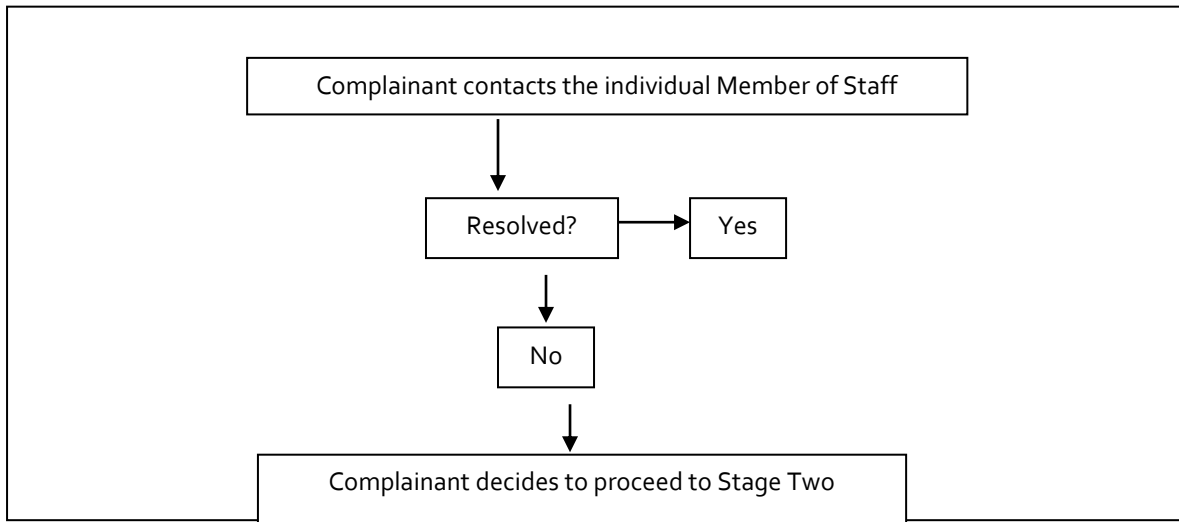 Complainant contacts the individual Member of Staff
Resolved?
Yes
No
Complainant decides to proceed to Stage Two